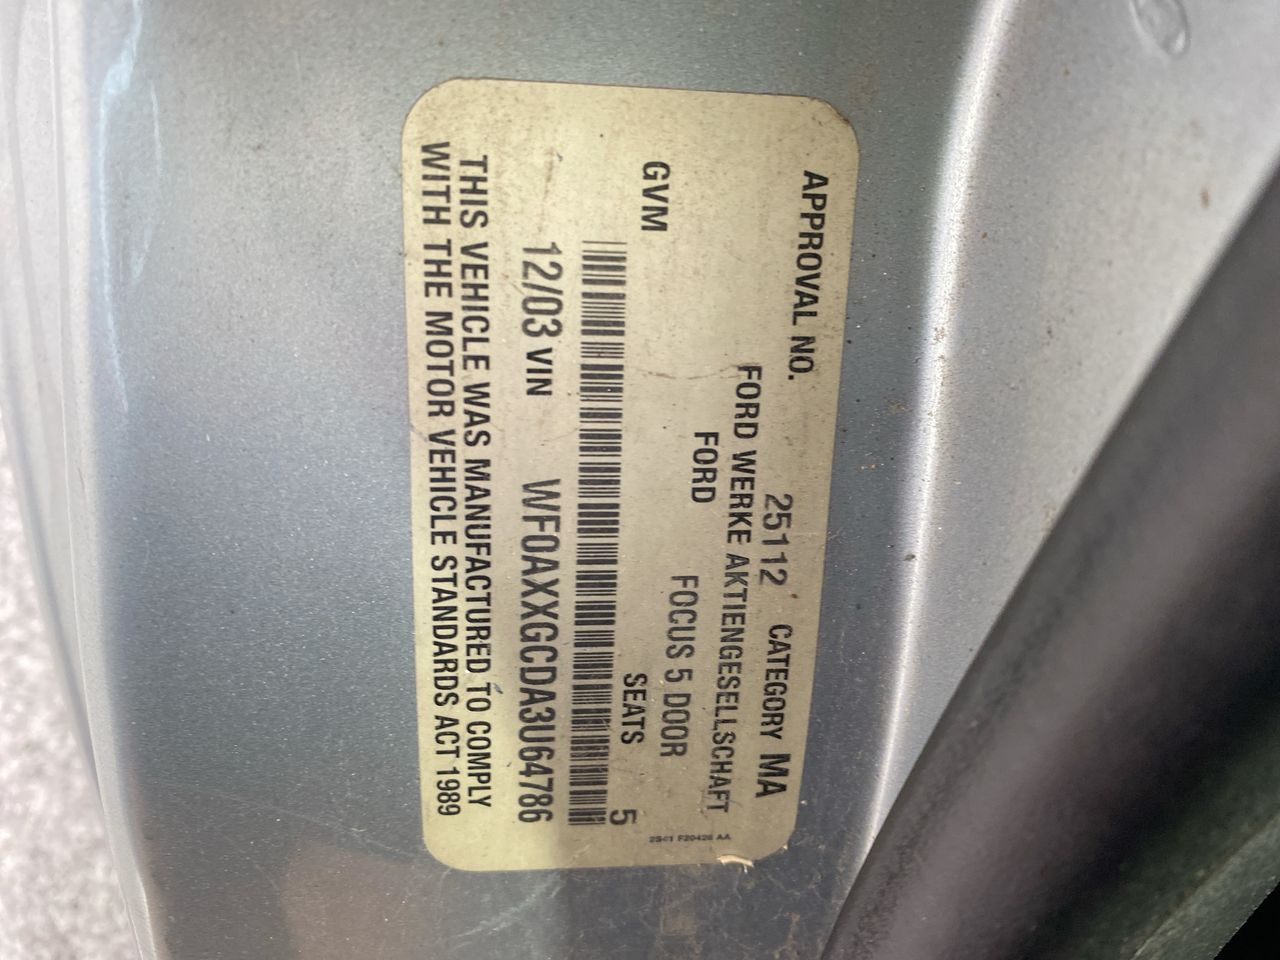 APPROVAL NO. 25112 CATEGORY MA
FORD WERKE AKTIENGESELLSCHAFT
FORD FOCUS 5 DOOR
GVM SEATS 5
12/03 VIN WF0AXXGCDA3U64786
THIS VEHICLE WAS MANUFACTURED TO COMPLY
WITH THE MOTOR VEHICLE STANDARDS ACT 1989